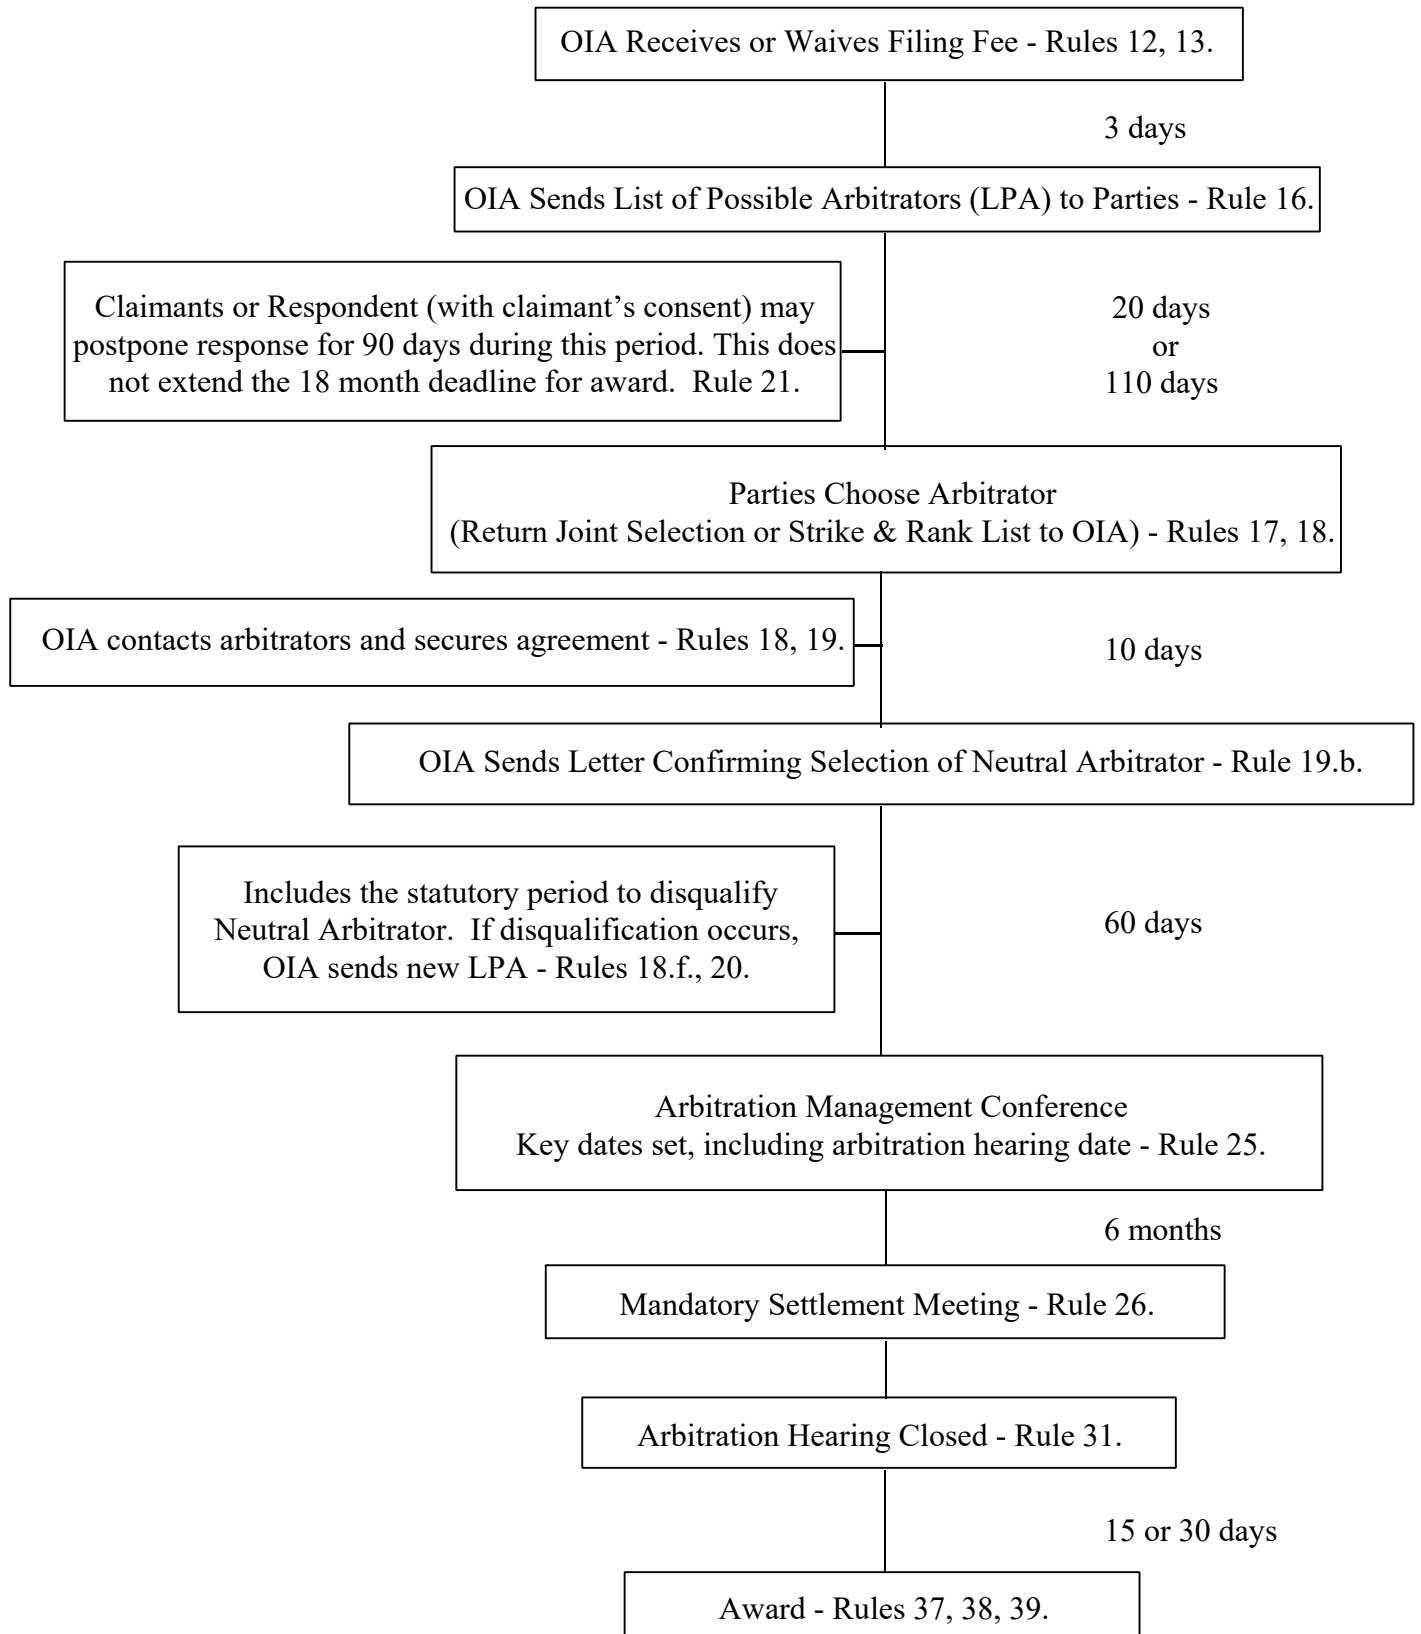 OIA Receives or Waives Filing Fee - Rules 12, 13.
3 days
OIA Sends List of Possible Arbitrators (LPA) to Parties - Rule 16.
Claimants or Respondent (with claimant’s consent) may
postpone response for 90 days during this period. This does
not extend the 18 month deadline for award.  Rule 21.
20 days
or
110 days
Parties Choose Arbitrator
(Return Joint Selection or Strike & Rank List to OIA) - Rules 17, 18.
OIA contacts arbitrators and secures agreement - Rules 18, 19.
10 days
OIA Sends Letter Confirming Selection of Neutral Arbitrator - Rule 19.b.
Includes the statutory period to disqualify
Neutral Arbitrator.  If disqualification occurs,
OIA sends new LPA - Rules 18.f., 20.
60 days
Arbitration Management Conference
Key dates set, including arbitration hearing date - Rule 25.
6 months
Mandatory Settlement Meeting - Rule 26.
Arbitration Hearing Closed - Rule 31.
15 or 30 days
Award - Rules 37, 38, 39.